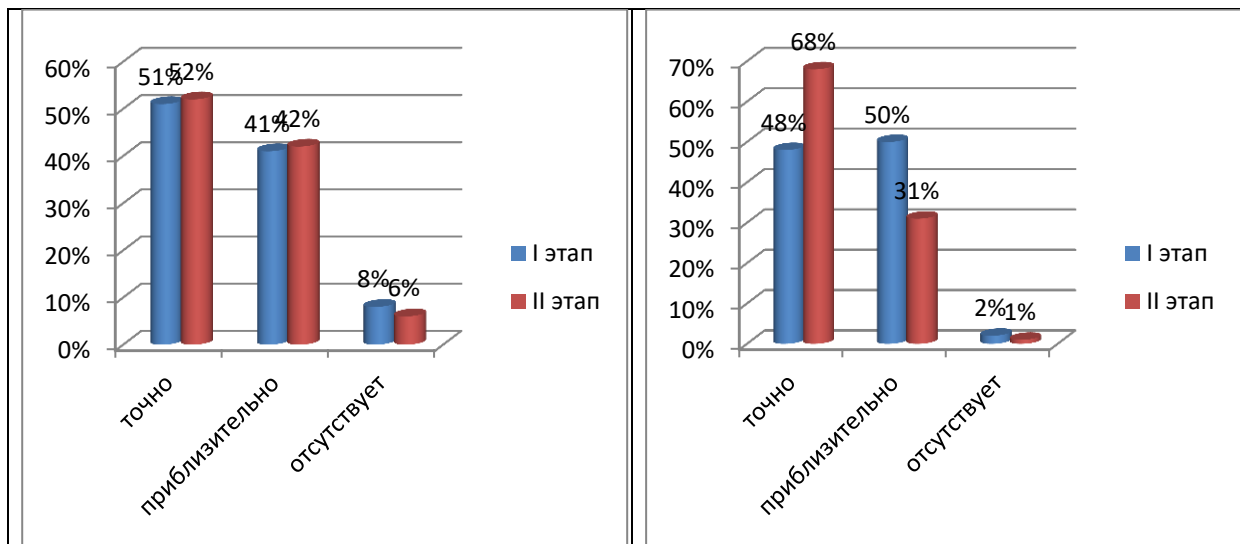 60%
50%
40%
30%
20%
10%
0%
51%
52%
41%
42%
8%
6%
точно
приблизительно
отсутствует
I этап
II этап
70%
60%
50%
40%
30%
20%
10%
0%
48%
68%
50%
31%
2%
1%
точно
приблизительно
отсутствует
I этап
II этап